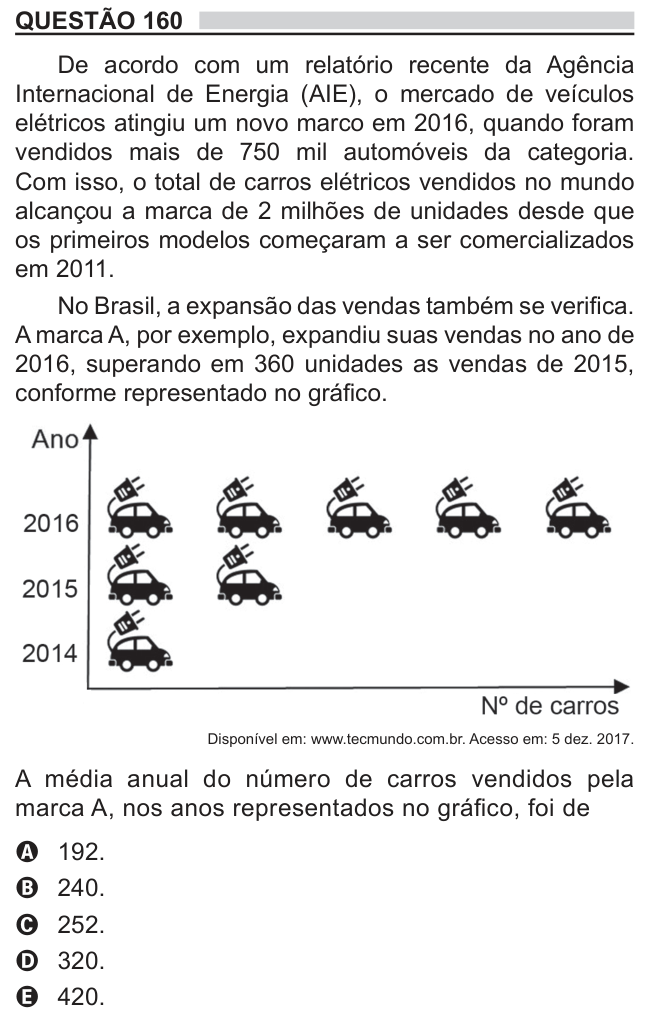 QUESTÃO 160
De acordo com um relatório recente da Agência
Internacional de Energia (AIE), o mercado de veículos
elétricos atingiu um novo marco em 2016, quando foram
vendidos mais de 750 mil automóveis da categoria.
Com isso, o total de carros elétricos vendidos no mundo
alcançou a marca de 2 milhões de unidades desde que
os primeiros modelos começaram a ser comercializados
em 2011.
No Brasil, a expansão das vendas também se verifica.
A marca A, por exemplo, expandiu suas vendas no ano de
2016, superando em 360 unidades as vendas de 2015,
conforme representado no gráfico.
Ano
2016
2015
2014
Nº de carros
Disponível em: www.tecmundo.com.br. Acesso em: 5 dez. 2017.
A média anual do número de carros vendidos pela
marca A, nos anos representados no gráfico, foi de
A 192.
B 240.
C 252.
D 320.
E 420.